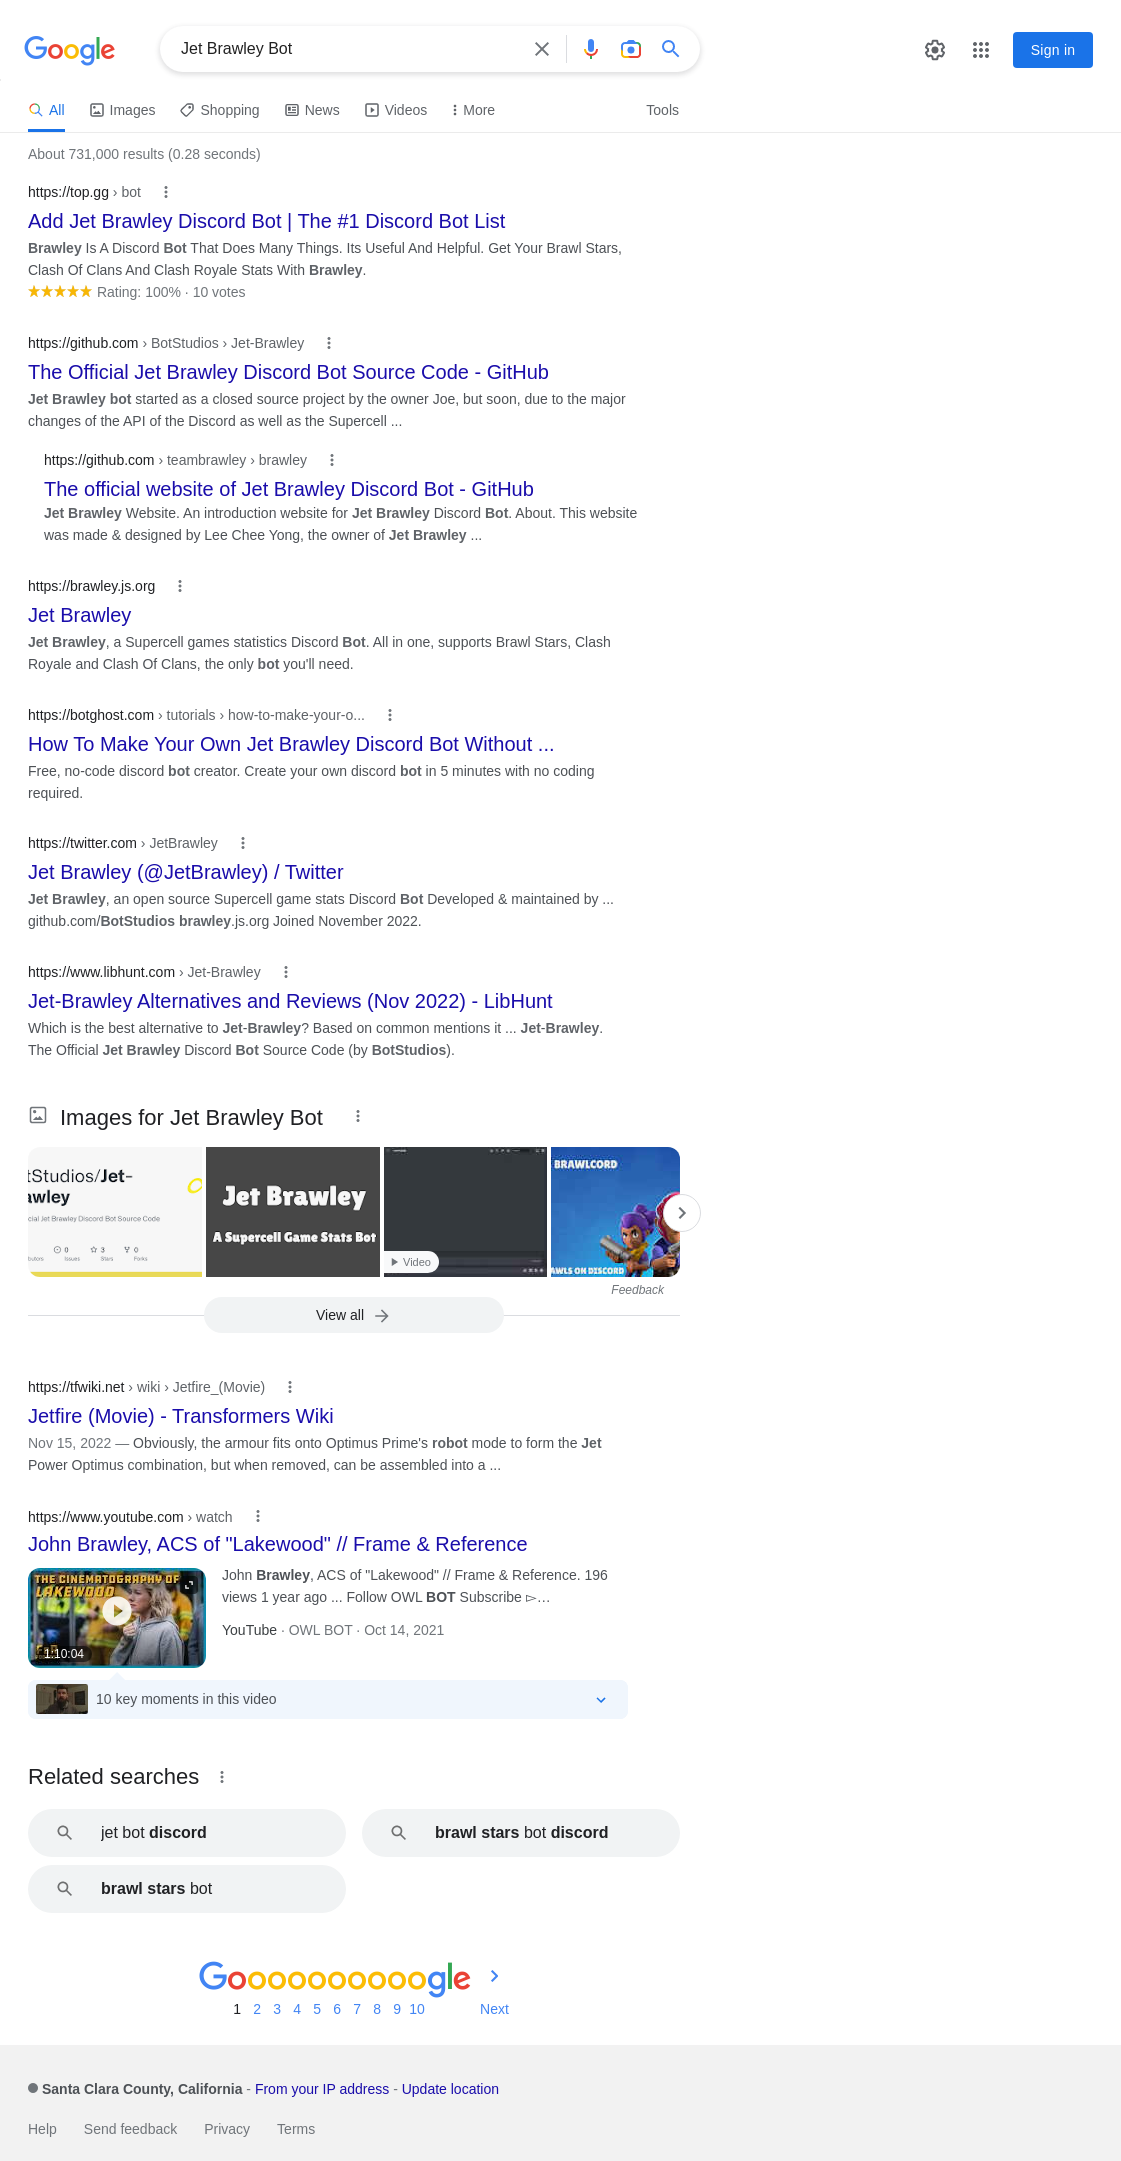 Google
Jet Brawley Bot
Sign in
All Images Shopping News Videos More Tools
About 731,000 results (0.28 seconds)
https://top.gg › bot
Add Jet Brawley Discord Bot | The #1 Discord Bot List
Brawley Is A Discord Bot That Does Many Things. Its Useful And Helpful. Get Your Brawl Stars,
Clash Of Clans And Clash Royale Stats With Brawley.
Rating: 100% · 10 votes
https://github.com › BotStudios › Jet-Brawley
The Official Jet Brawley Discord Bot Source Code - GitHub
Jet Brawley bot started as a closed source project by the owner Joe, but soon, due to the major
changes of the API of the Discord as well as the Supercell ...
https://github.com › teambrawley › brawley
The official website of Jet Brawley Discord Bot - GitHub
Jet Brawley Website. An introduction website for Jet Brawley Discord Bot. About. This website
was made & designed by Lee Chee Yong, the owner of Jet Brawley ...
https://brawley.js.org
Jet Brawley
Jet Brawley, a Supercell games statistics Discord Bot. All in one, supports Brawl Stars, Clash
Royale and Clash Of Clans, the only bot you'll need.
https://botghost.com › tutorials › how-to-make-your-o...
How To Make Your Own Jet Brawley Discord Bot Without ...
Free, no-code discord bot creator. Create your own discord bot in 5 minutes with no coding
required.
https://twitter.com › JetBrawley
Jet Brawley (@JetBrawley) / Twitter
Jet Brawley, an open source Supercell game stats Discord Bot Developed & maintained by ...
github.com/BotStudios brawley.js.org Joined November 2022.
https://www.libhunt.com › Jet-Brawley
Jet-Brawley Alternatives and Reviews (Nov 2022) - LibHunt
Which is the best alternative to Jet-Brawley? Based on common mentions it ... Jet-Brawley.
The Official Jet Brawley Discord Bot Source Code (by BotStudios).
Images for Jet Brawley Bot
tStudios/Jet-
awley
cial Jet Brawley Discord Bot Source Code
0 3 0
butors Issues Stars Forks
Jet Brawley
A Supercell Game Stats Bot
Video
BRAWLCORD
AWLS ON DISCORD
Feedback
View all
https://tfwiki.net › wiki › Jetfire_(Movie)
Jetfire (Movie) - Transformers Wiki
Nov 15, 2022 — Obviously, the armour fits onto Optimus Prime's robot mode to form the Jet
Power Optimus combination, but when removed, can be assembled into a ...
https://www.youtube.com › watch
John Brawley, ACS of "Lakewood" // Frame & Reference
THE CINEMATOGRAPHY OF
LAKEWOOD
1:10:04
John Brawley, ACS of "Lakewood" // Frame & Reference. 196
views 1 year ago ... Follow OWL BOT Subscribe ▻…
YouTube · OWL BOT · Oct 14, 2021
10 key moments in this video
Related searches
jet bot discord
brawl stars bot discord
brawl stars bot
Goooooooooogle
1 2 3 4 5 6 7 8 9 10 Next
Santa Clara County, California - From your IP address - Update location
Help Send feedback Privacy Terms